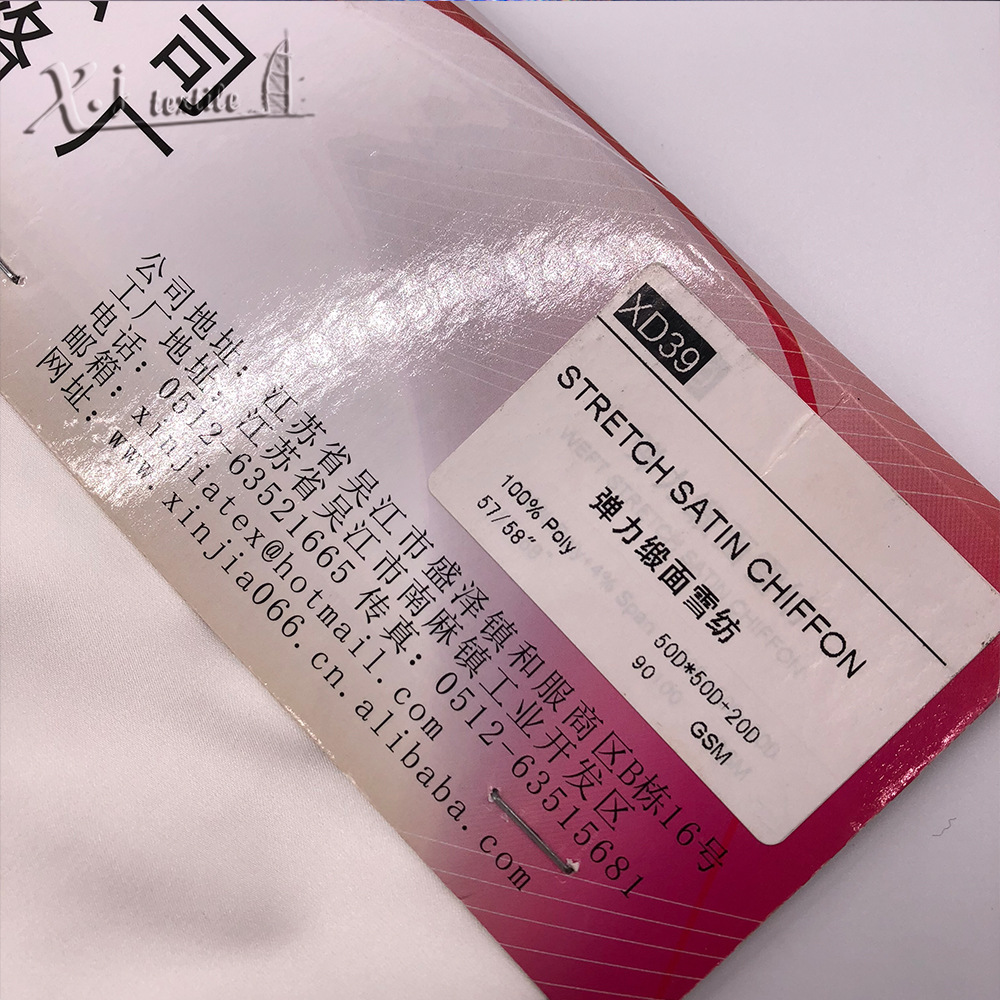 司
人
X.j textile
公司地址：江苏省吴江市盛泽镇和服商区B栋16号
工厂地址：江苏省吴江市南麻镇工业开发区
电话：0512-63521665 传真：0512-63515681
邮箱：xinjiatex@hotmail.com
网址：www.xinjia066.cn.alibaba.com
XD39
STRETCH SATIN CHIFFON
弹力缎面雪纺
100% Poly 50D*50D+20D
57/58″ 90 GSM